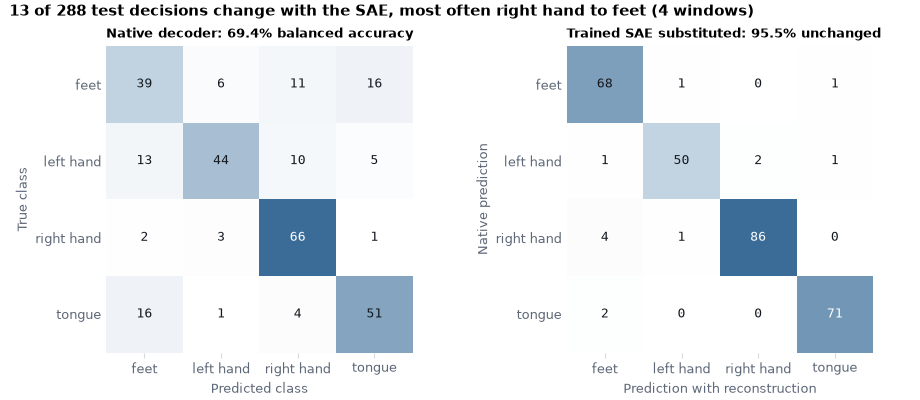 13 of 288 test decisions change with the SAE, most often right hand to feet (4 windows)
Native decoder: 69.4% balanced accuracy
True class
feet 39 6 11 16
left hand 13 44 10 5
right hand 2 3 66 1
tongue 16 1 4 51
feet left hand right hand tongue
Predicted class
Trained SAE substituted: 95.5% unchanged
Native prediction
feet 68 1 0 1
left hand 1 50 2 1
right hand 4 1 86 0
tongue 2 0 0 71
feet left hand right hand tongue
Prediction with reconstruction